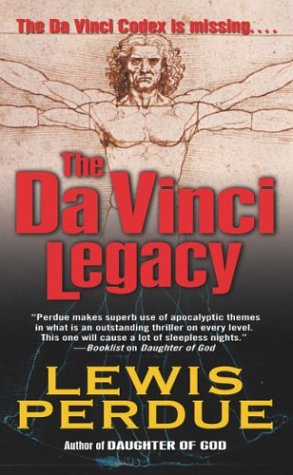 The Da Vinci Codex is missing. . . .
The
Da Vinci
Legacy
“Perdue makes superb use of apocalyptic themes
in what is an outstanding thriller on every level.
This one will cause a lot of sleepless nights.”
—Booklist on Daughter of God
LEWIS
PERDUE
Author of DAUGHTER OF GOD